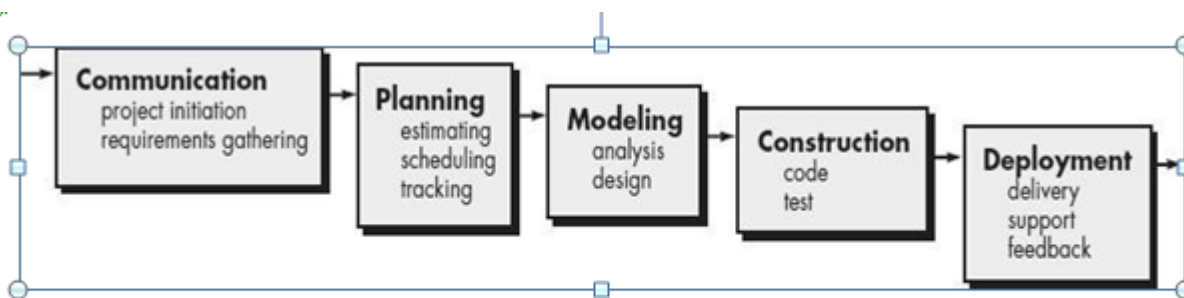 Communication
project initiation
requirements gathering
Planning
estimating
scheduling
tracking
Modeling
analysis
design
Construction
code
test
Deployment
delivery
support
feedback